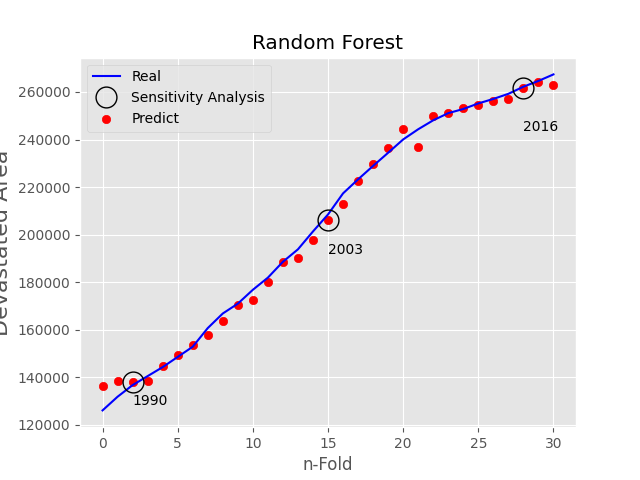 Random Forest
Real
Sensitivity Analysis
Predict
260000
240000
220000
200000
180000
160000
140000
120000
Devastated Area
2016
2003
1990
0 5 10 15 20 25 30
n-Fold